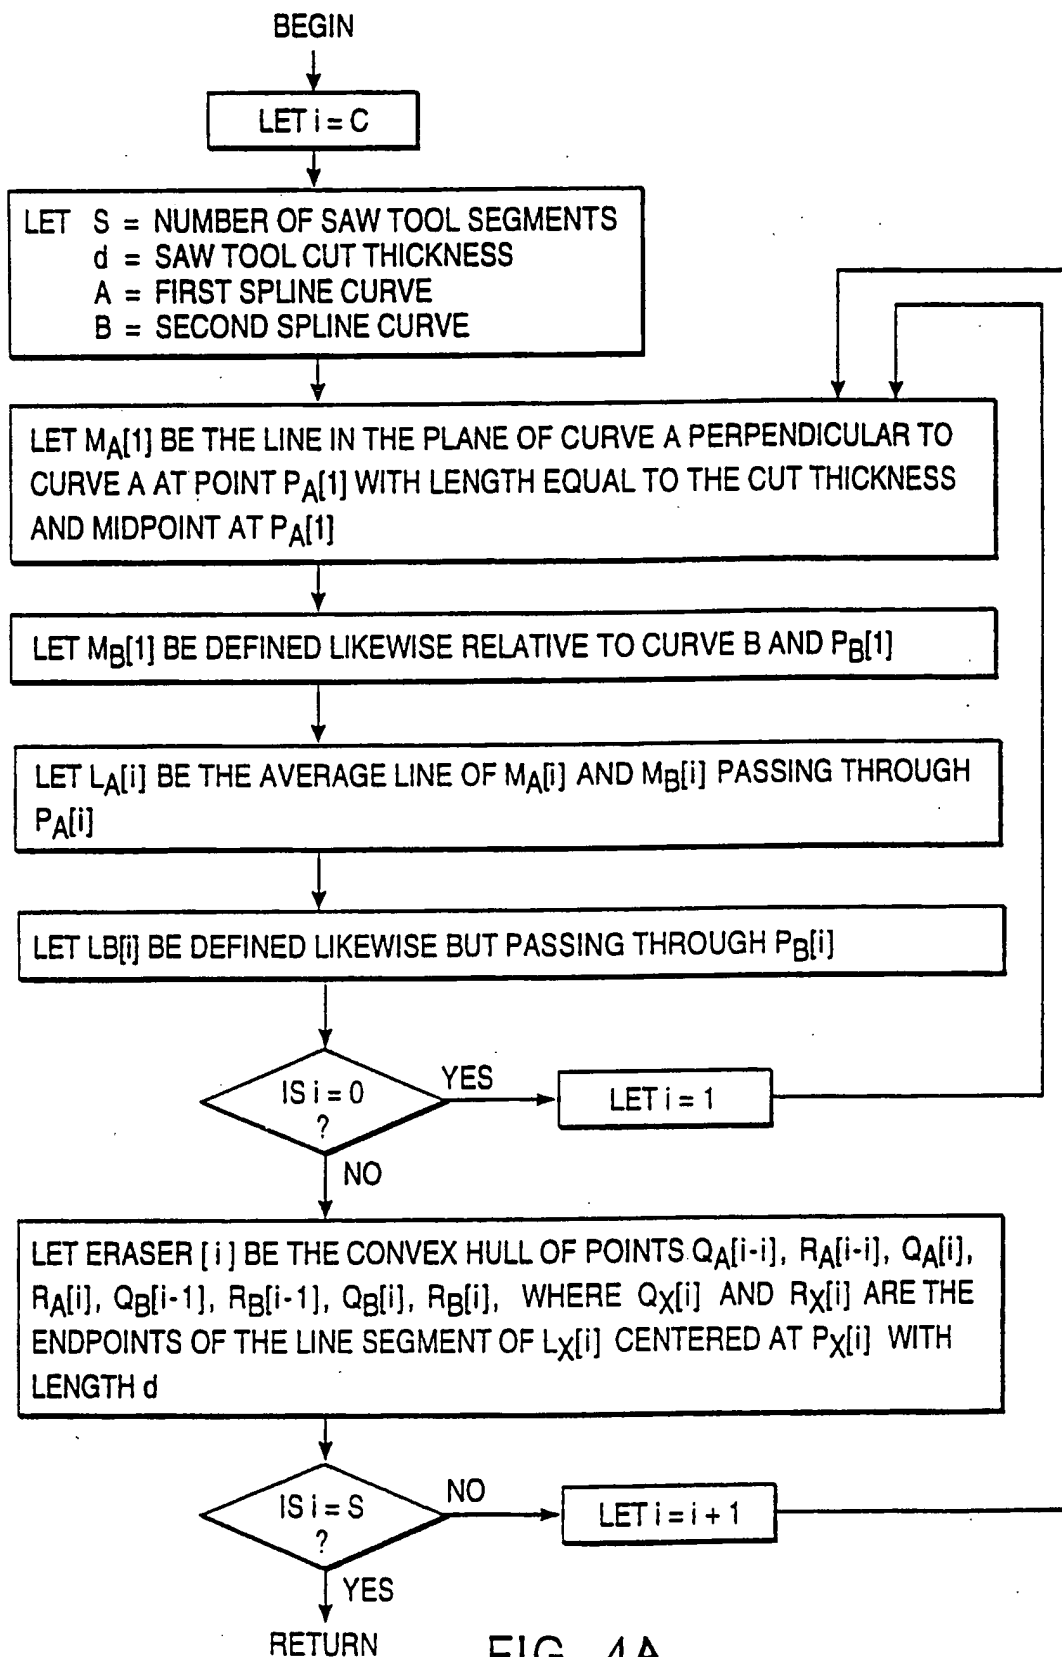 BEGIN
LET i = C
LET S = NUMBER OF SAW TOOL SEGMENTS
d = SAW TOOL CUT THICKNESS
A = FIRST SPLINE CURVE
B = SECOND SPLINE CURVE
LET MA[1] BE THE LINE IN THE PLANE OF CURVE A PERPENDICULAR TO
CURVE A AT POINT PA[1] WITH LENGTH EQUAL TO THE CUT THICKNESS
AND MIDPOINT AT PA[1]
LET MB[1] BE DEFINED LIKEWISE RELATIVE TO CURVE B AND PB[1]
LET LA[i] BE THE AVERAGE LINE OF MA[i] AND MB[i] PASSING THROUGH
PA[i]
LET LB[i] BE DEFINED LIKEWISE BUT PASSING THROUGH PB[i]
IS i = 0
?
YES
LET i = 1
NO
LET ERASER [ i ] BE THE CONVEX HULL OF POINTS QA[i-i], RA[i-i], QA[i],
RA[i], QB[i-1], RB[i-1], QB[i], RB[i], WHERE QX[i] AND RX[i] ARE THE
ENDPOINTS OF THE LINE SEGMENT OF LX[i] CENTERED AT PX[i] WITH
LENGTH d
IS i = S
?
NO
LET i = i + 1
YES
RETURN
FIG. 4A